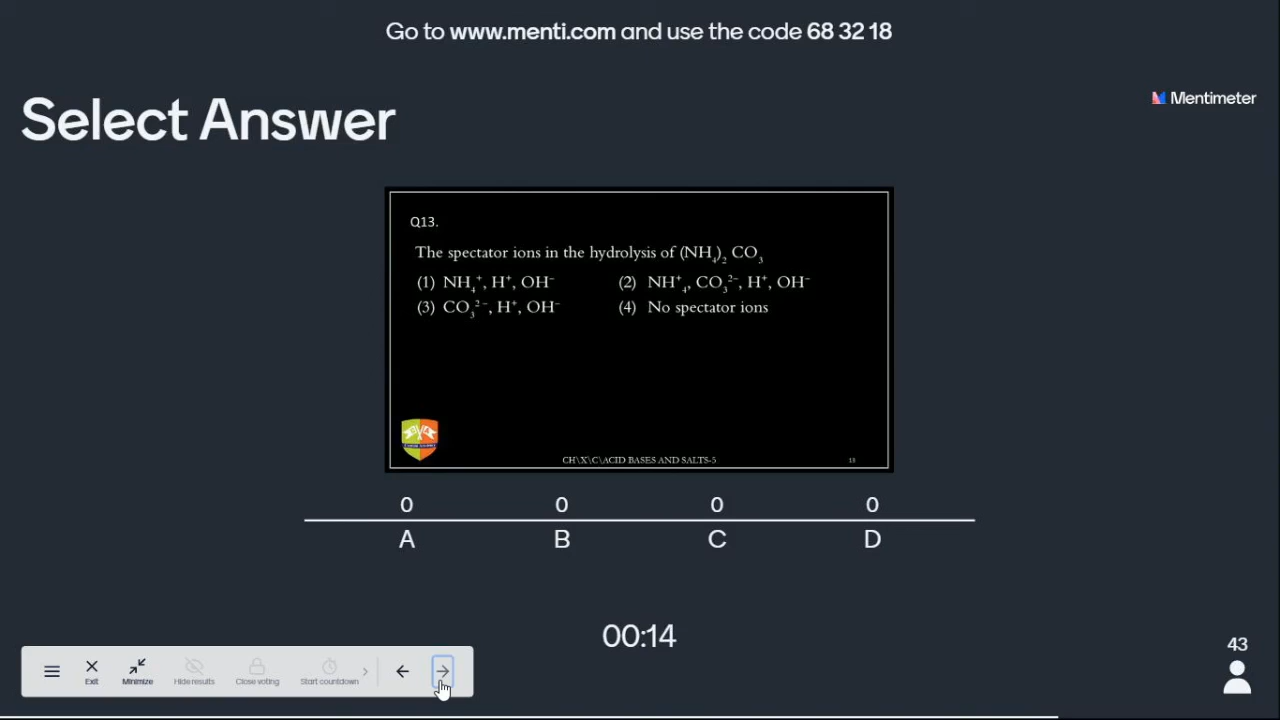 Go to www.menti.com and use the code 68 32 18
Mentimeter
Select Answer
Q13.
The spectator ions in the hydrolysis of (NH₄)₂ CO₃
(1) NH₄⁺, H⁺, OH⁻ (2) NH⁺₄, CO₃²⁻, H⁺, OH⁻
(3) CO₃²⁻, H⁺, OH⁻ (4) No spectator ions
CH\X\C\ACID BASES AND SALTS-5
0 0 0 0
A B C D
00:14
43
Exit Minimize Hide results Close voting Start countdown